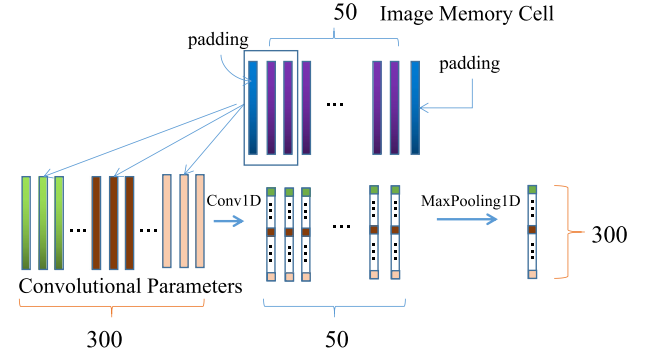 50 Image Memory Cell
padding
padding
...
Conv1D
MaxPooling1D
... ...
...
300
Convolutional Parameters
300
50